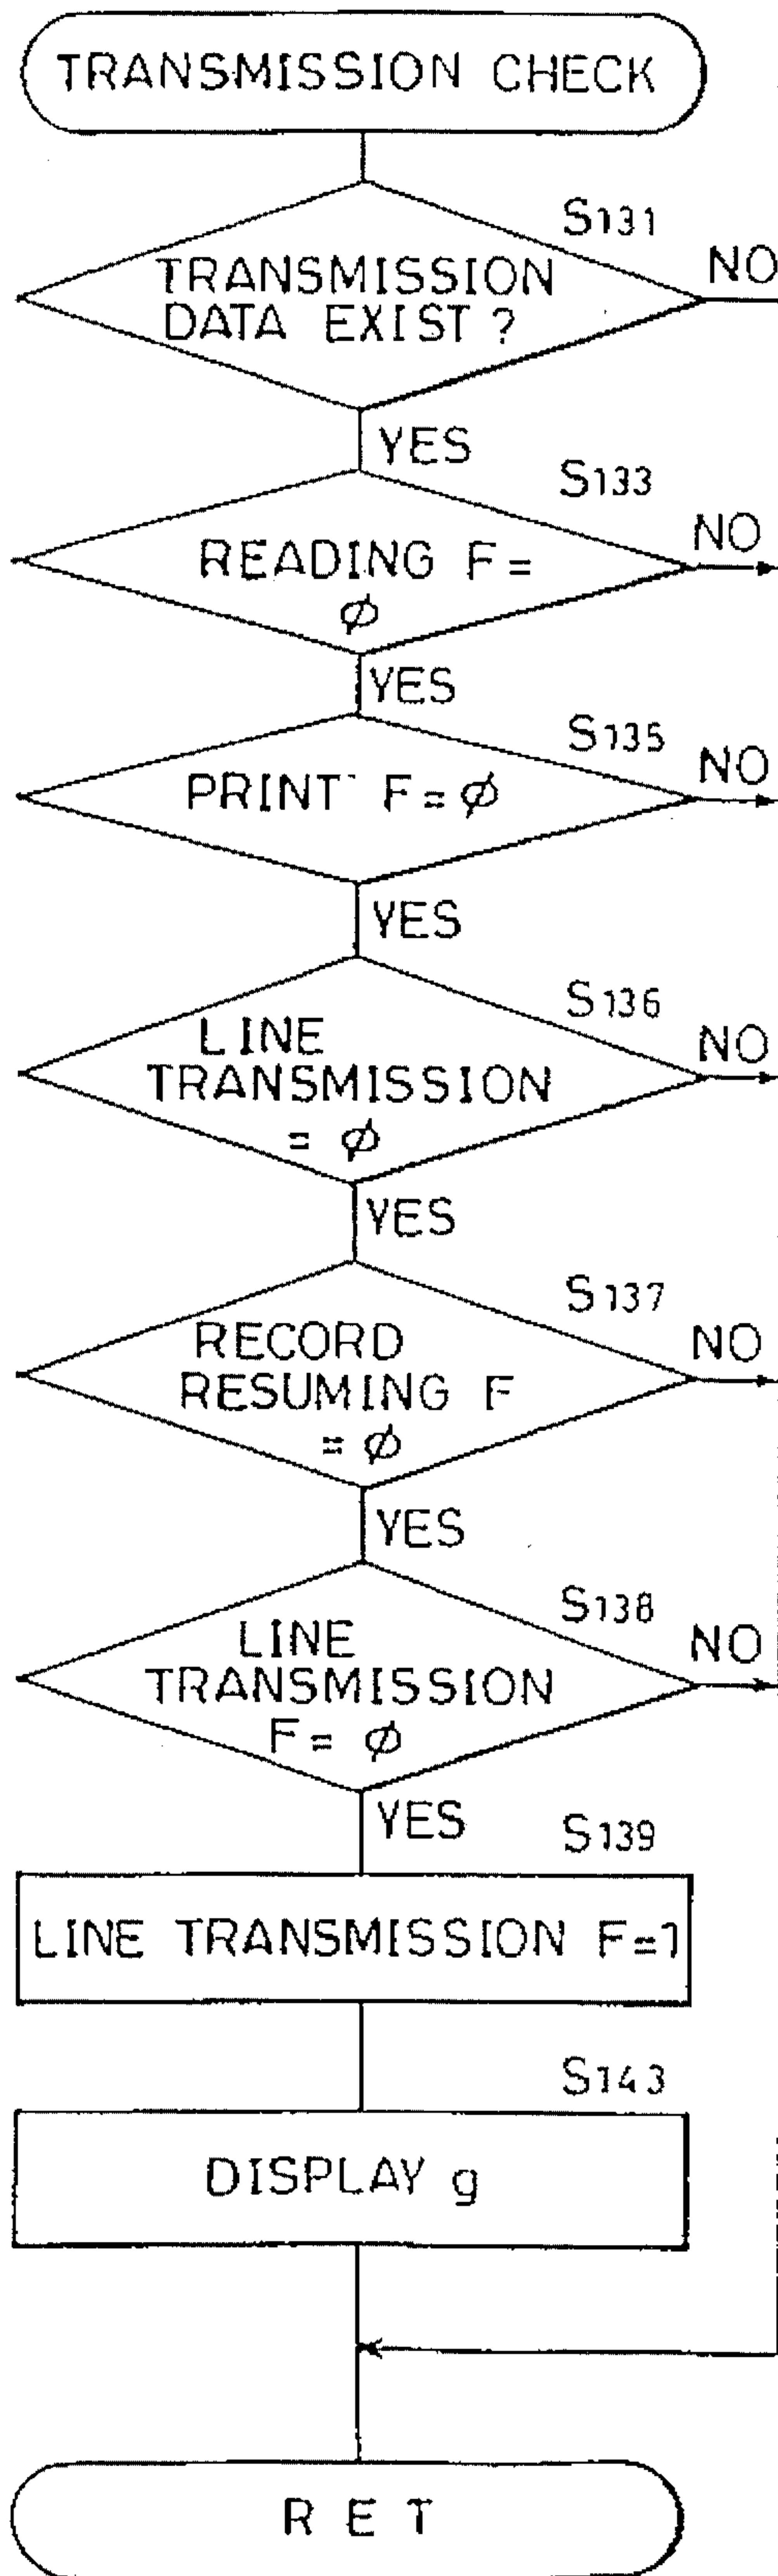 TRANSMISSION CHECK
S131
TRANSMISSION
DATA EXIST?
NO
YES
S133
READING F =
ϕ
NO
YES
S135
PRINT F = ϕ
NO
YES
S136
LINE
TRANSMISSION
= ϕ
NO
YES
S137
RECORD
RESUMING F
= ϕ
NO
YES
S138
LINE
TRANSMISSION
F = ϕ
NO
YES
S139
LINE TRANSMISSION F=1
S143
DISPLAY g
RET